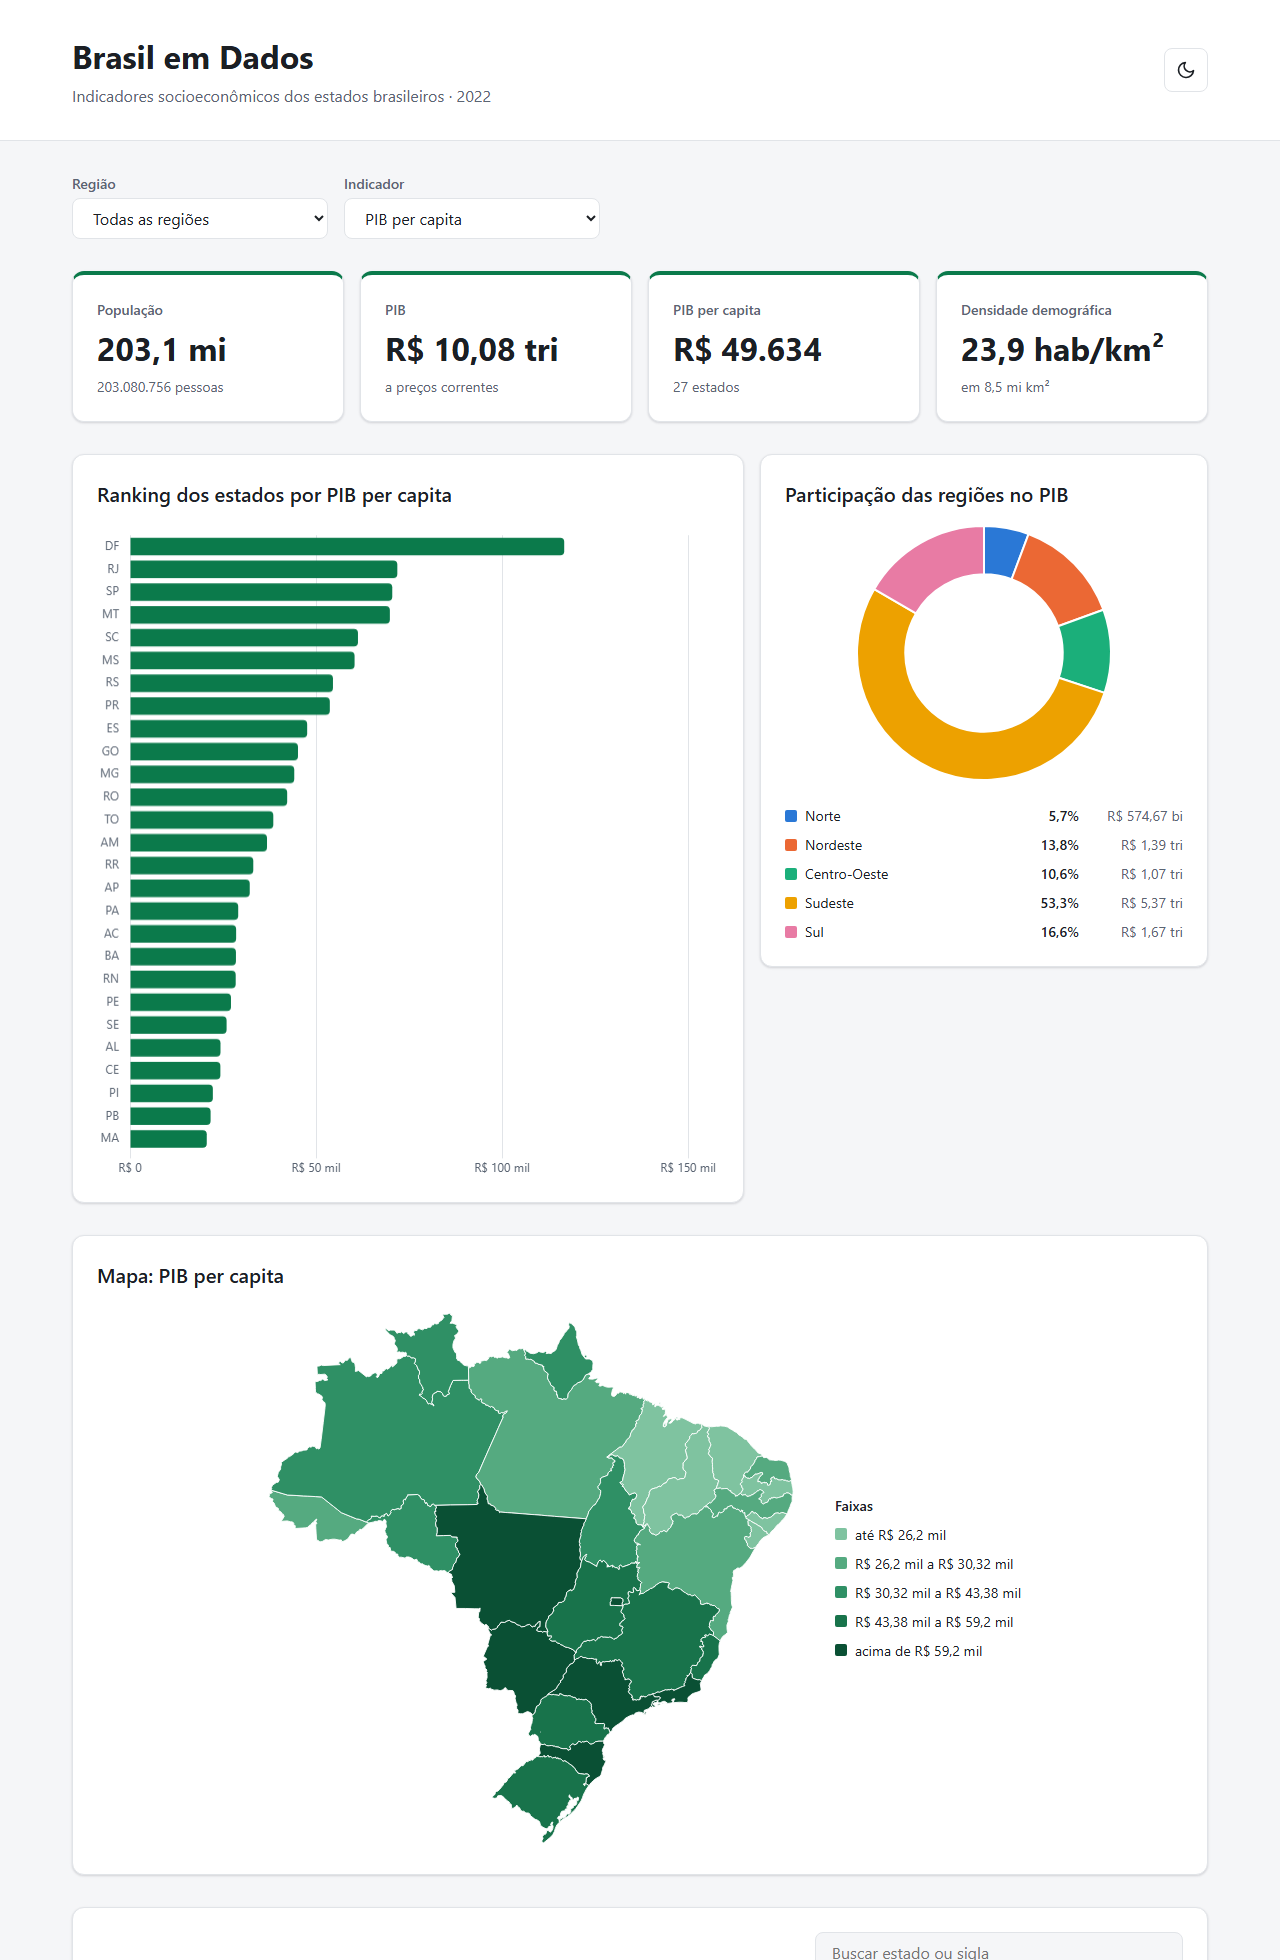 Brasil em Dados
Indicadores socioeconômicos dos estados brasileiros · 2022
Região
Indicador
Todas as regiões
PIB per capita
População
203,1 mi
203.080.756 pessoas
PIB
R$ 10,08 tri
a preços correntes
PIB per capita
R$ 49.634
27 estados
Densidade demográfica
23,9 hab/km²
em 8,5 mi km²
Ranking dos estados por PIB per capita
DF
RJ
SP
MT
SC
MS
RS
PR
ES
GO
MG
RO
TO
AM
RR
AP
PA
AC
BA
RN
PE
SE
AL
CE
PI
PB
MA
R$ 0
R$ 50 mil
R$ 100 mil
R$ 150 mil
Participação das regiões no PIB
Norte 5,7% R$ 574,67 bi
Nordeste 13,8% R$ 1,39 tri
Centro-Oeste 10,6% R$ 1,07 tri
Sudeste 53,3% R$ 5,37 tri
Sul 16,6% R$ 1,67 tri
Mapa: PIB per capita
Faixas
até R$ 26,2 mil
R$ 26,2 mil a R$ 30,32 mil
R$ 30,32 mil a R$ 43,38 mil
R$ 43,38 mil a R$ 59,2 mil
acima de R$ 59,2 mil
Buscar estado ou sigla